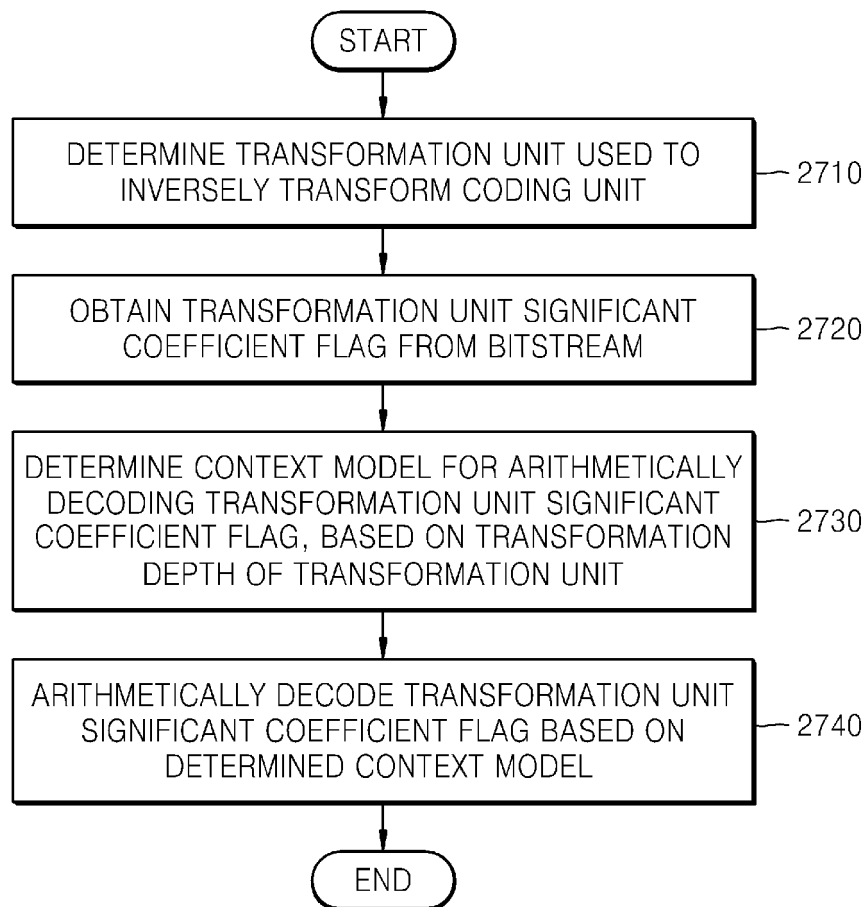 START
DETERMINE TRANSFORMATION UNIT USED TO
INVERSELY TRANSFORM CODING UNIT
2710
OBTAIN TRANSFORMATION UNIT SIGNIFICANT
COEFFICIENT FLAG FROM BITSTREAM
2720
DETERMINE CONTEXT MODEL FOR ARITHMETICALLY
DECODING TRANSFORMATION UNIT SIGNIFICANT
COEFFICIENT FLAG, BASED ON TRANSFORMATION
DEPTH OF TRANSFORMATION UNIT
2730
ARITHMETICALLY DECODE TRANSFORMATION UNIT
SIGNIFICANT COEFFICIENT FLAG BASED ON
DETERMINED CONTEXT MODEL
2740
END